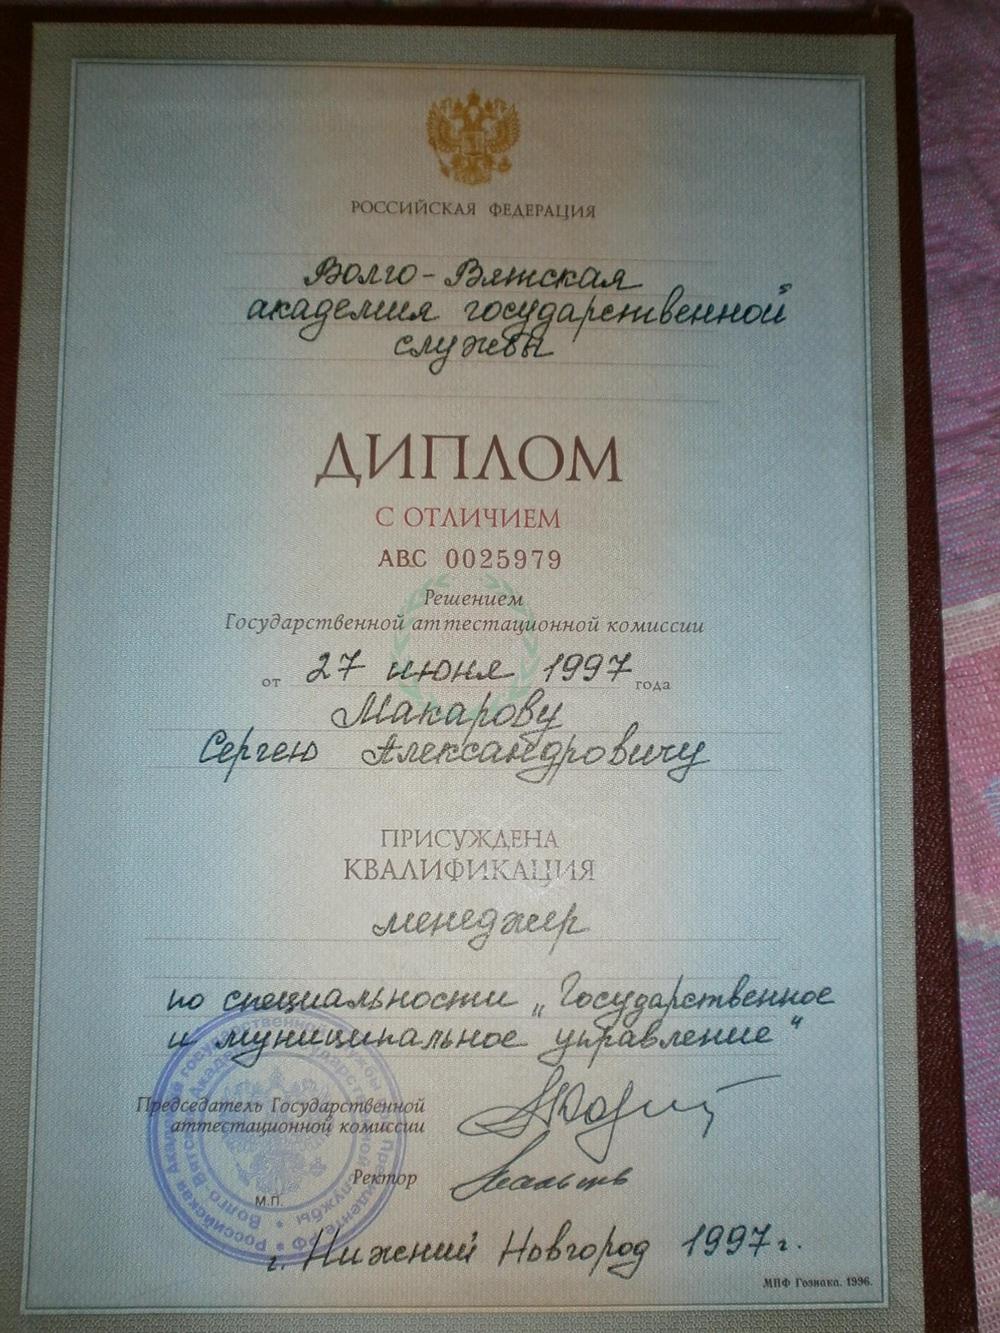 РОССИЙСКАЯ ФЕДЕРАЦИЯ
Волго-Вятская
академия государственной
службы
ДИПЛОМ
С ОТЛИЧИЕМ
АВС 0025979
Решением
Государственной аттестационной комиссии
от 27 июня 1997 года
Макарову
Сергею Александровичу
ПРИСУЖДЕНА
КВАЛИФИКАЦИЯ
менеджер
по специальности „Государственное
и муниципальное управление"
Председатель Государственной
аттестационной комиссии
Ректор
М.П.
г. Нижний Новгород 1997 г.
МПФ Гознака. 1996.